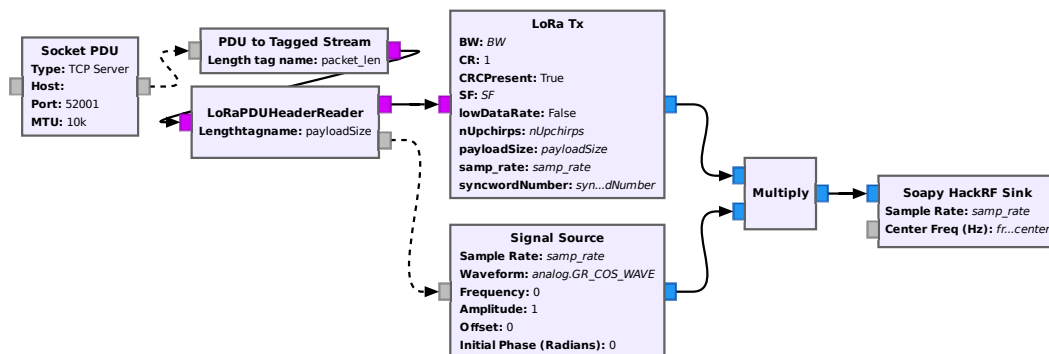 Socket PDU
Type: TCP Server
Host:
Port: 52001
MTU: 10k
PDU to Tagged Stream
Length tag name: packet_len
LoRaPDUHeaderReader
Lengthtagname: payloadSize
LoRa Tx
BW: BW
CR: 1
CRCPresent: True
SF: SF
lowDataRate: False
nUpchirps: nUpchirps
payloadSize: payloadSize
samp_rate: samp_rate
syncwordNumber: syn...dNumber
Signal Source
Sample Rate: samp_rate
Waveform: analog.GR_COS_WAVE
Frequency: 0
Amplitude: 1
Offset: 0
Initial Phase (Radians): 0
Multiply
Soapy HackRF Sink
Sample Rate: samp_rate
Center Freq (Hz): fr...center